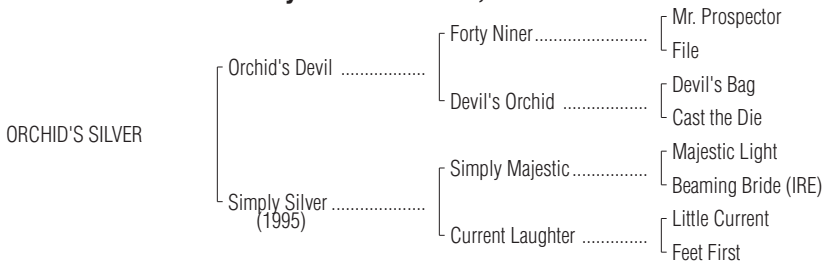 Mr. Prospector
Forty Niner...................
File
Orchid's Devil ..................
Devil's Bag
Devil's Orchid ..................
Cast the Die
ORCHID'S SILVER
Majestic Light
Simply Majestic................
Beaming Bride (IRE)
Simply Silver ....................
(1995)
Little Current
Current Laughter ..............
Feet First